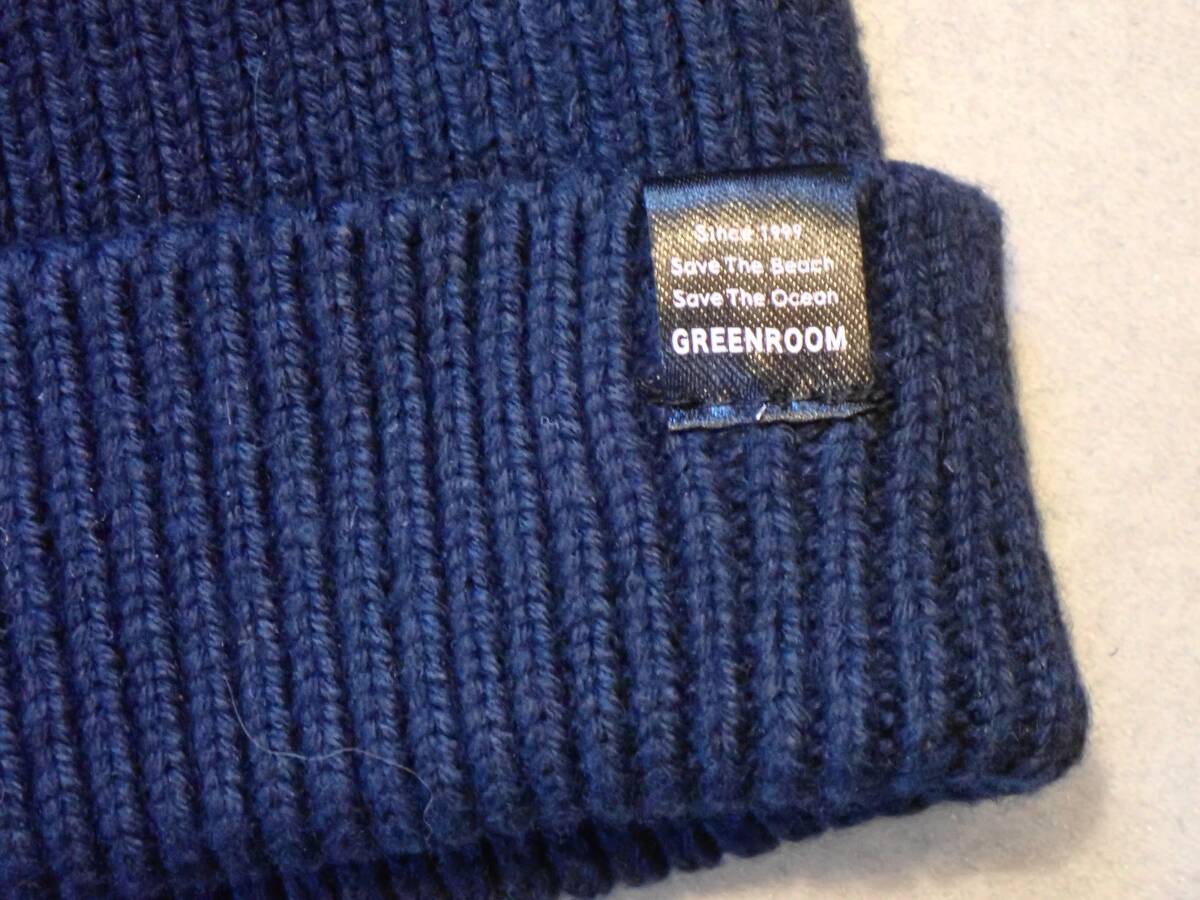 Since 1999
Save The Beach
Save The Ocean
GREENROOM